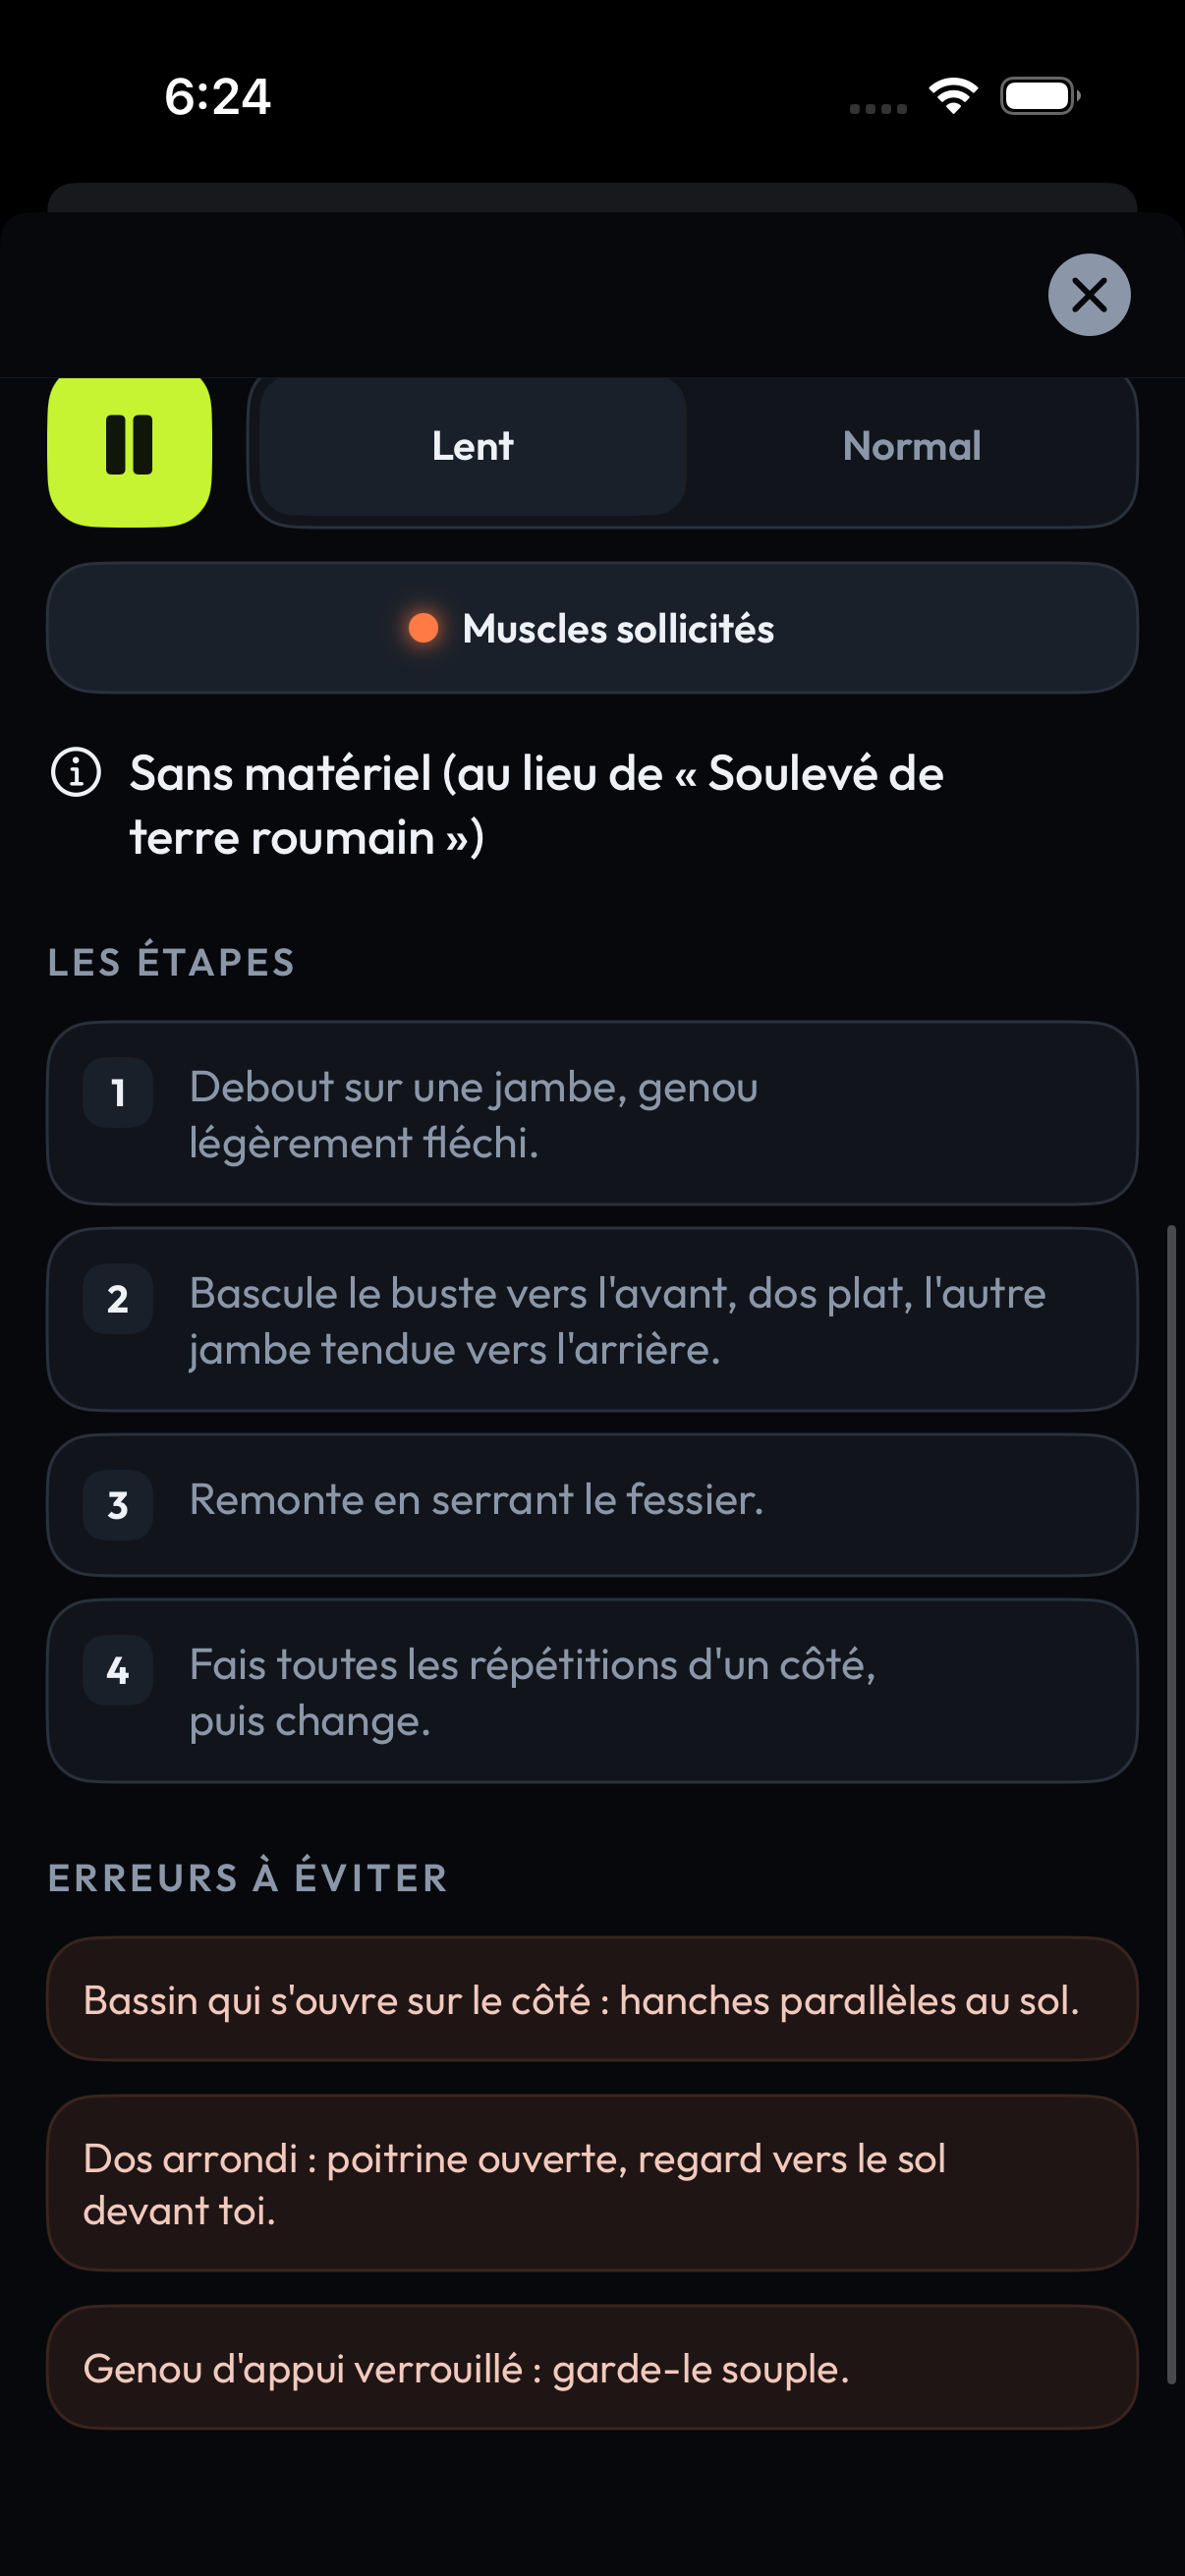 6:24
Lent
Normal
Muscles sollicités
Sans matériel (au lieu de « Soulevé de
terre roumain »)
LES ÉTAPES
1
Debout sur une jambe, genou
légèrement fléchi.
2
Bascule le buste vers l'avant, dos plat, l'autre
jambe tendue vers l'arrière.
3
Remonte en serrant le fessier.
4
Fais toutes les répétitions d'un côté,
puis change.
ERREURS À ÉVITER
Bassin qui s'ouvre sur le côté : hanches parallèles au sol.
Dos arrondi : poitrine ouverte, regard vers le sol
devant toi.
Genou d'appui verrouillé : garde-le souple.